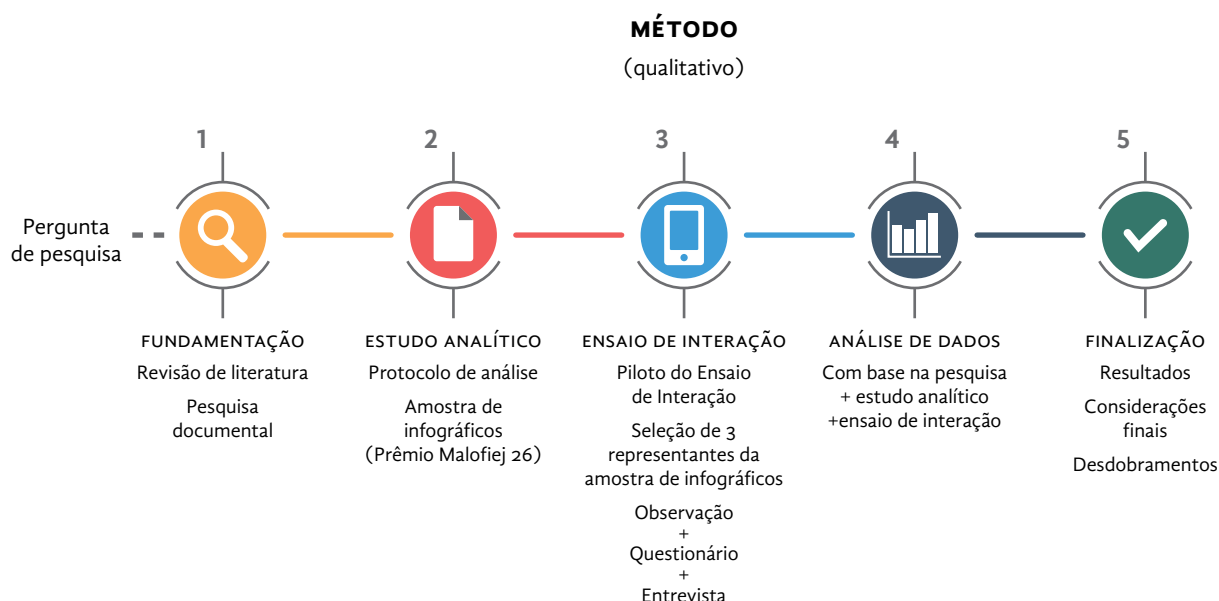 MÉTODO
(qualitativo)
Pergunta
de pesquisa
1
FUNDAMENTAÇÃO
Revisão de literatura
Pesquisa
documental
2
ESTUDO ANALÍTICO
Protocolo de análise
Amostra de
infográficos
(Prêmio Malofiej 26)
3
ENSAIO DE INTERAÇÃO
Piloto do Ensaio
de Interação
Seleção de 3
representantes da
amostra de infográficos
Observação
+
Questionário
+
Entrevista
4
ANÁLISE DE DADOS
Com base na pesquisa
+ estudo analítico
+ensaio de interação
5
FINALIZAÇÃO
Resultados
Considerações
finais
Desdobramentos